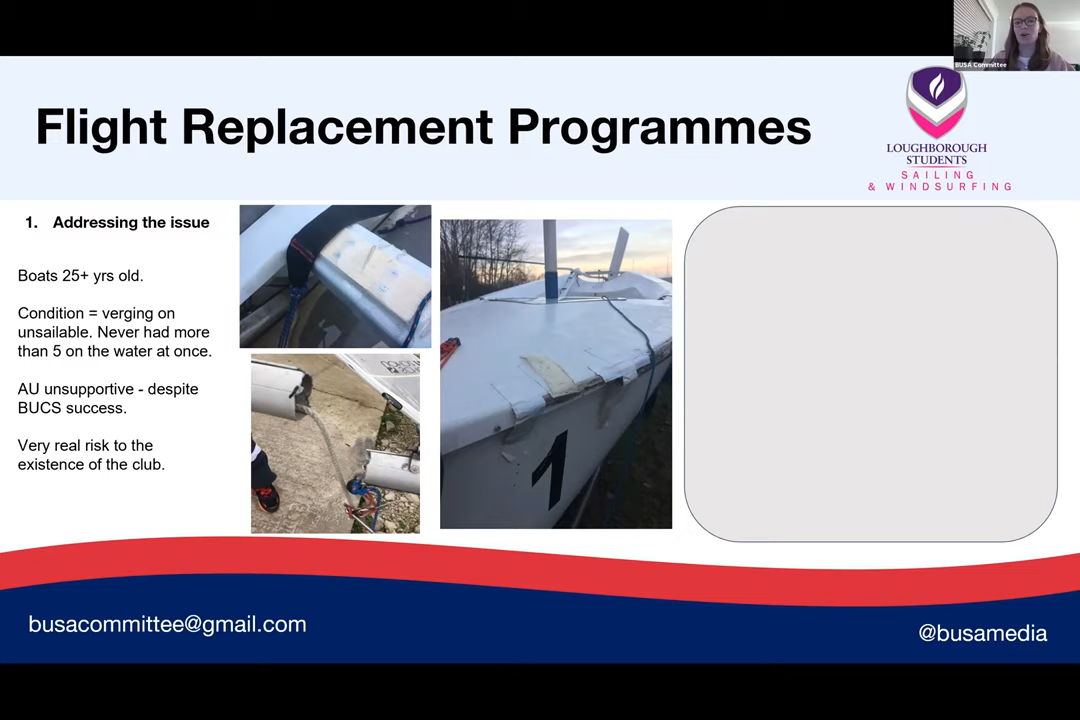 BUSA Committee
Flight Replacement Programmes
LOUGHBOROUGH
STUDENTS
SAILING
& WINDSURFING
1. Addressing the issue
Boats 25+ yrs old.
Condition = verging on
unsailable. Never had more
than 5 on the water at once.
AU unsupportive - despite
BUCS success.
Very real risk to the
existence of the club.
1
busacommittee@gmail.com
@busamedia